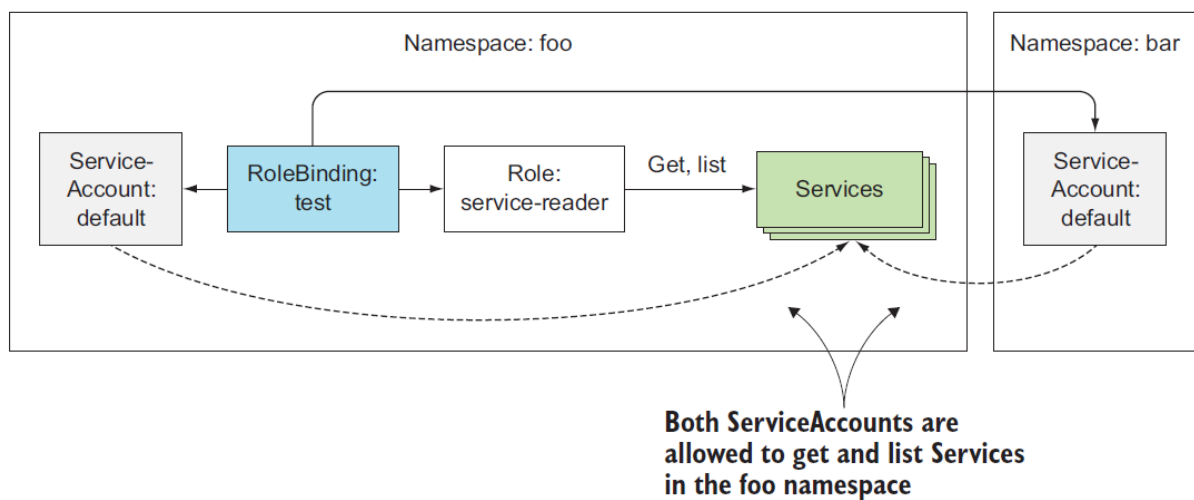 Namespace: foo
Namespace: bar
Service-
Account:
default
RoleBinding:
test
Role:
service-reader
Get, list
Services
Service-
Account:
default
Both ServiceAccounts are
allowed to get and list Services
in the foo namespace